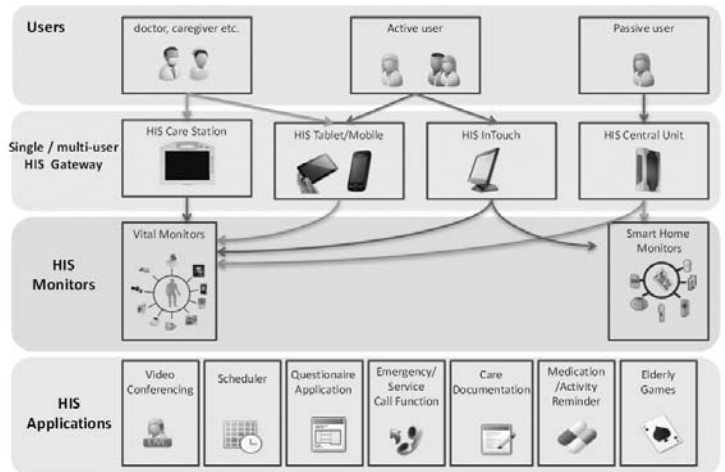 Users
doctor, caregiver etc.
Active user
Passive user
Single / multi-user
HIS Gateway
HIS Care Station
HIS Tablet/Mobile
HIS InTouch
HIS Central Unit
HIS
Monitors
Vital Monitors
Smart Home
Monitors
HIS
Applications
Video
Conferencing
LIVE
Scheduler
Questionaire
Application
Emergency/
Service
Call Function
Care
Documentation
Medication
/Activity
Reminder
Elderly
Games